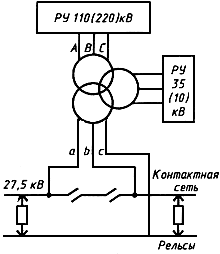 РУ 110(220)кВ
A B C
РУ
35
(10)
кВ
a b c
27,5 кВ
Контактная
сеть
Рельсы